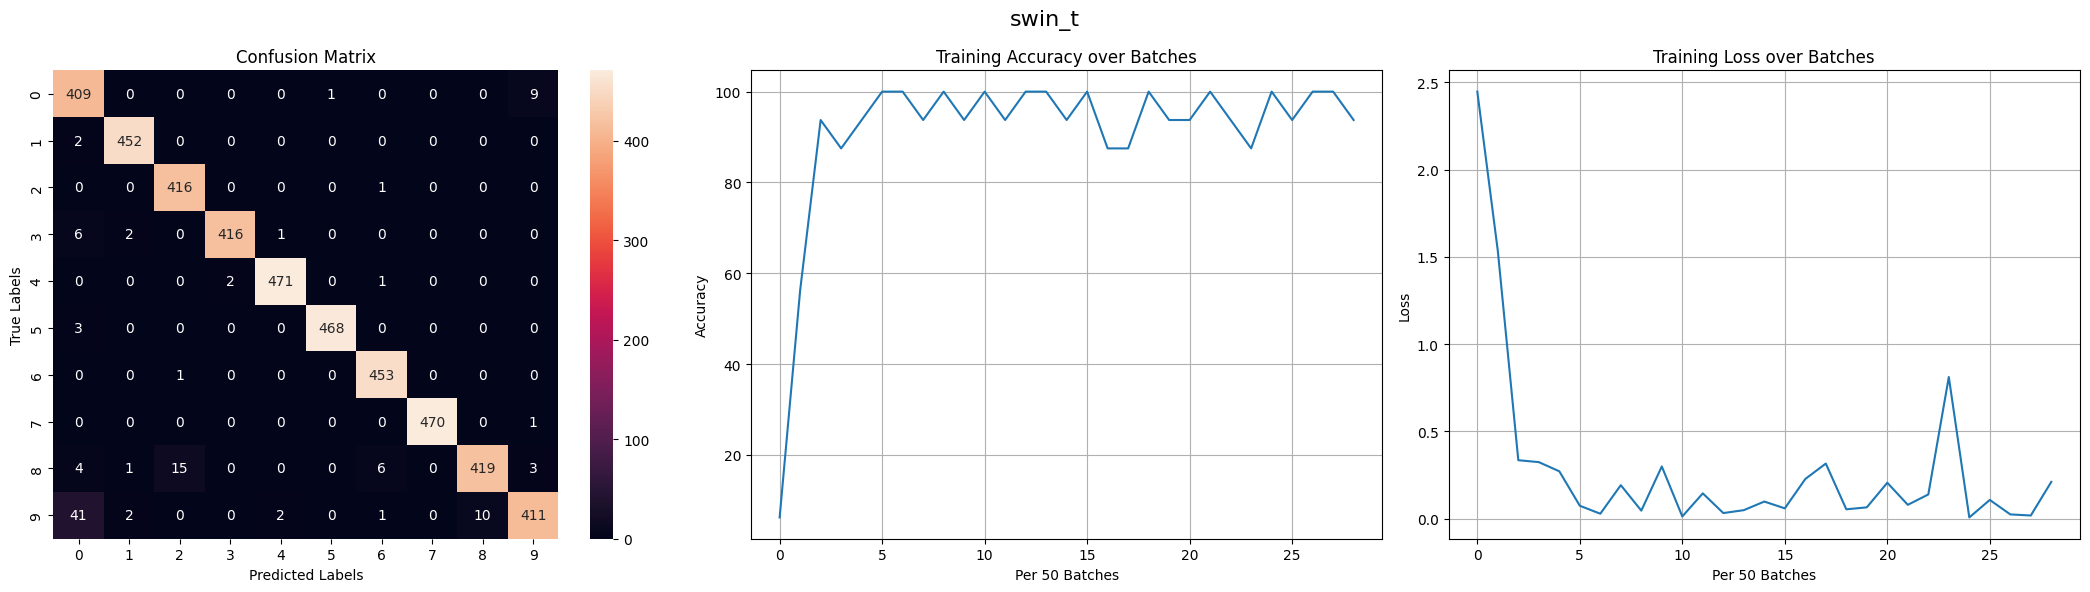 swin_t
Confusion Matrix
True Labels
0 409 0 0 0 0 1 0 0 0 9
1 2 452 0 0 0 0 0 0 0 0
2 0 0 416 0 0 0 1 0 0 0
3 6 2 0 416 1 0 0 0 0 0
4 0 0 0 2 471 0 1 0 0 0
5 3 0 0 0 0 468 0 0 0 0
6 0 0 1 0 0 0 453 0 0 0
7 0 0 0 0 0 0 0 470 0 1
8 4 1 15 0 0 0 6 0 419 3
9 41 2 0 0 2 0 1 0 10 411
0 1 2 3 4 5 6 7 8 9
Predicted Labels
400
300
200
100
0
Training Accuracy over Batches
Accuracy
100
80
60
40
20
0 5 10 15 20 25
Per 50 Batches
Training Loss over Batches
Loss
2.5
2.0
1.5
1.0
0.5
0.0
0 5 10 15 20 25
Per 50 Batches